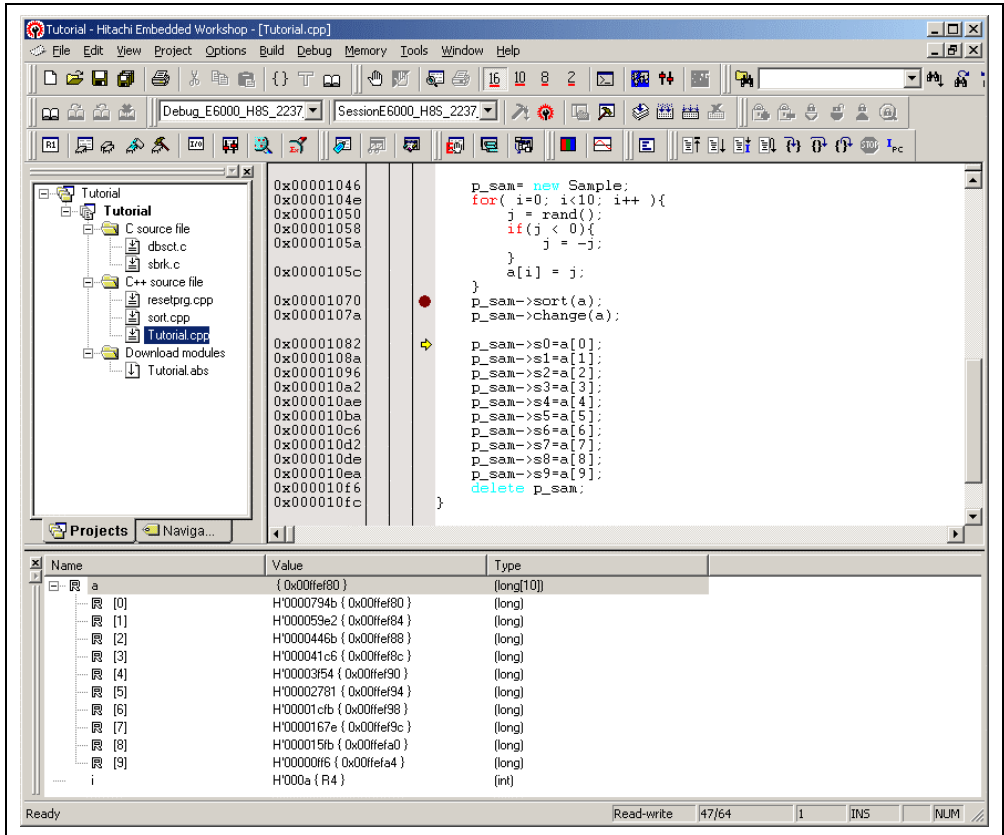 Tutorial - Hitachi Embedded Workshop - [Tutorial.cpp]
File Edit View Project Options Build Debug Memory Tools Window Help
16 10 8 2
Debug_E6000_H8S_2237 SessionE6000_H8S_2237
R1 I/O STOP IPC
Tutorial
Tutorial
C source file
dbsct.c
sbrk.c
C++ source file
resetprg.cpp
sort.cpp
Tutorial.cpp
Download modules
Tutorial.abs
Projects Naviga...
0x00001046 p_sam= new Sample;
0x0000104e for( i=0; i<10; i++ ){
0x00001050 j = rand();
0x00001058 if(j < 0){
0x0000105a j = -j;
}
0x0000105c a[i] = j;
}
0x00001070 p_sam->sort(a);
0x0000107a p_sam->change(a);
0x00001082 p_sam->s0=a[0];
0x0000108a p_sam->s1=a[1];
0x00001096 p_sam->s2=a[2];
0x000010a2 p_sam->s3=a[3];
0x000010ae p_sam->s4=a[4];
0x000010ba p_sam->s5=a[5];
0x000010c6 p_sam->s6=a[6];
0x000010d2 p_sam->s7=a[7];
0x000010de p_sam->s8=a[8];
0x000010ea p_sam->s9=a[9];
0x000010f6 delete p_sam;
0x000010fc }
Name Value Type
R a { 0x00ffef80 } (long[10])
R [0] H'0000794b { 0x00ffef80 } (long)
R [1] H'000059e2 { 0x00ffef84 } (long)
R [2] H'0000446b { 0x00ffef88 } (long)
R [3] H'000041c6 { 0x00ffef8c } (long)
R [4] H'00003f54 { 0x00ffef90 } (long)
R [5] H'00002781 { 0x00ffef94 } (long)
R [6] H'00001cfb { 0x00ffef98 } (long)
R [7] H'0000167e { 0x00ffef9c } (long)
R [8] H'000015fb { 0x00ffefa0 } (long)
R [9] H'00000ff6 { 0x00ffefa4 } (long)
i H'000a { R4 } (int)
Ready Read-write 47/64 1 INS NUM